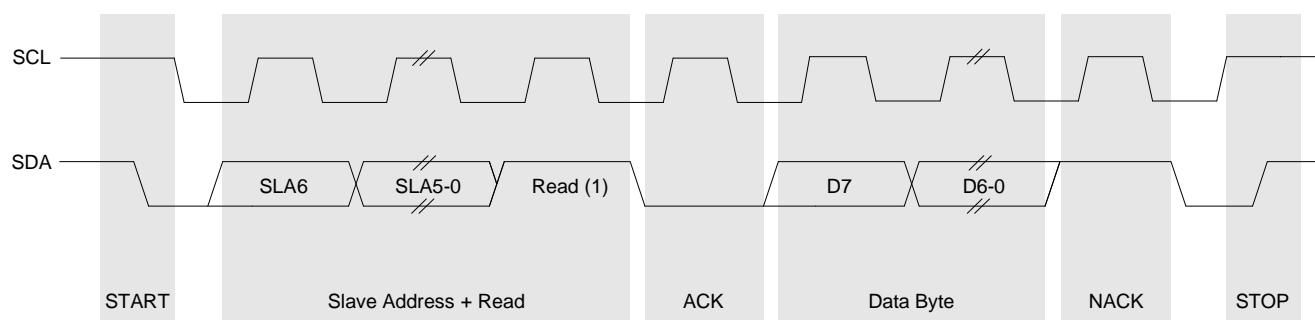 SCL
SDA
SLA6 SLA5-0 Read (1) D7 D6-0
START Slave Address + Read ACK Data Byte NACK STOP